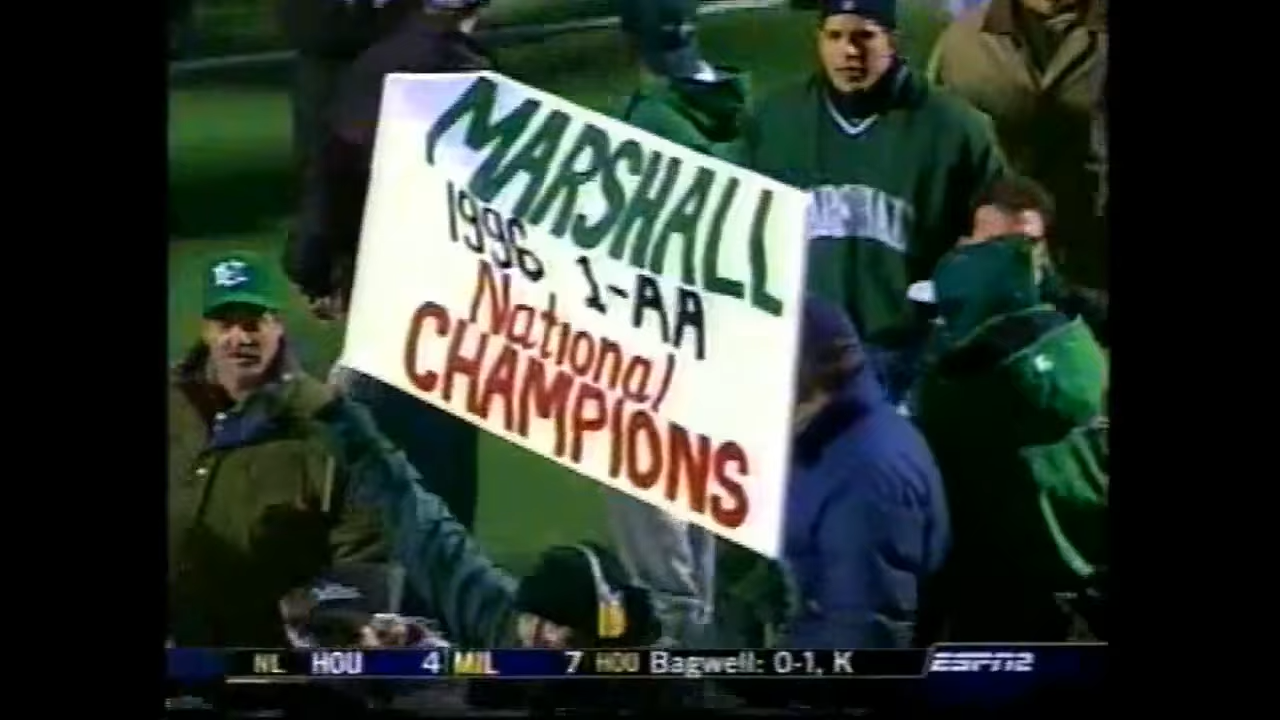 MARSHALL
1996 1-AA
National
CHAMPIONS
MARSHALL
NL HOU 4 MIL 7 HOU Bagwell: 0-1, K ESPN2